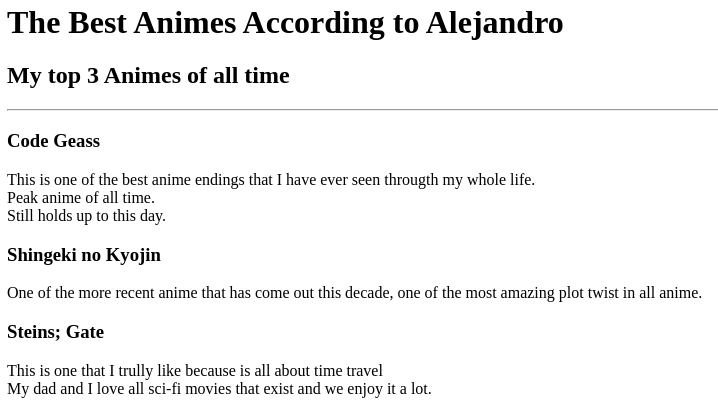 The Best Animes According to Alejandro
My top 3 Animes of all time
Code Geass
This is one of the best anime endings that I have ever seen througth my whole life.
Peak anime of all time.
Still holds up to this day.
Shingeki no Kyojin
One of the more recent anime that has come out this decade, one of the most amazing plot twist in all anime.
Steins; Gate
This is one that I trully like because is all about time travel
My dad and I love all sci-fi movies that exist and we enjoy it a lot.